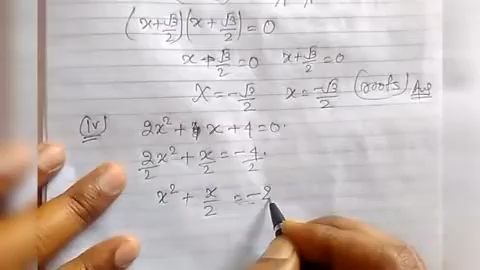 (x+√3/2)(x+√3/2)=0
x+√3/2=0 x+√3/2=0
x=-√3/2 x=-√3/2 (roots) Ans
(iv) 2x²+x+4=0.
2x²/2+x/2=-4/2.
x²+x/2=-2